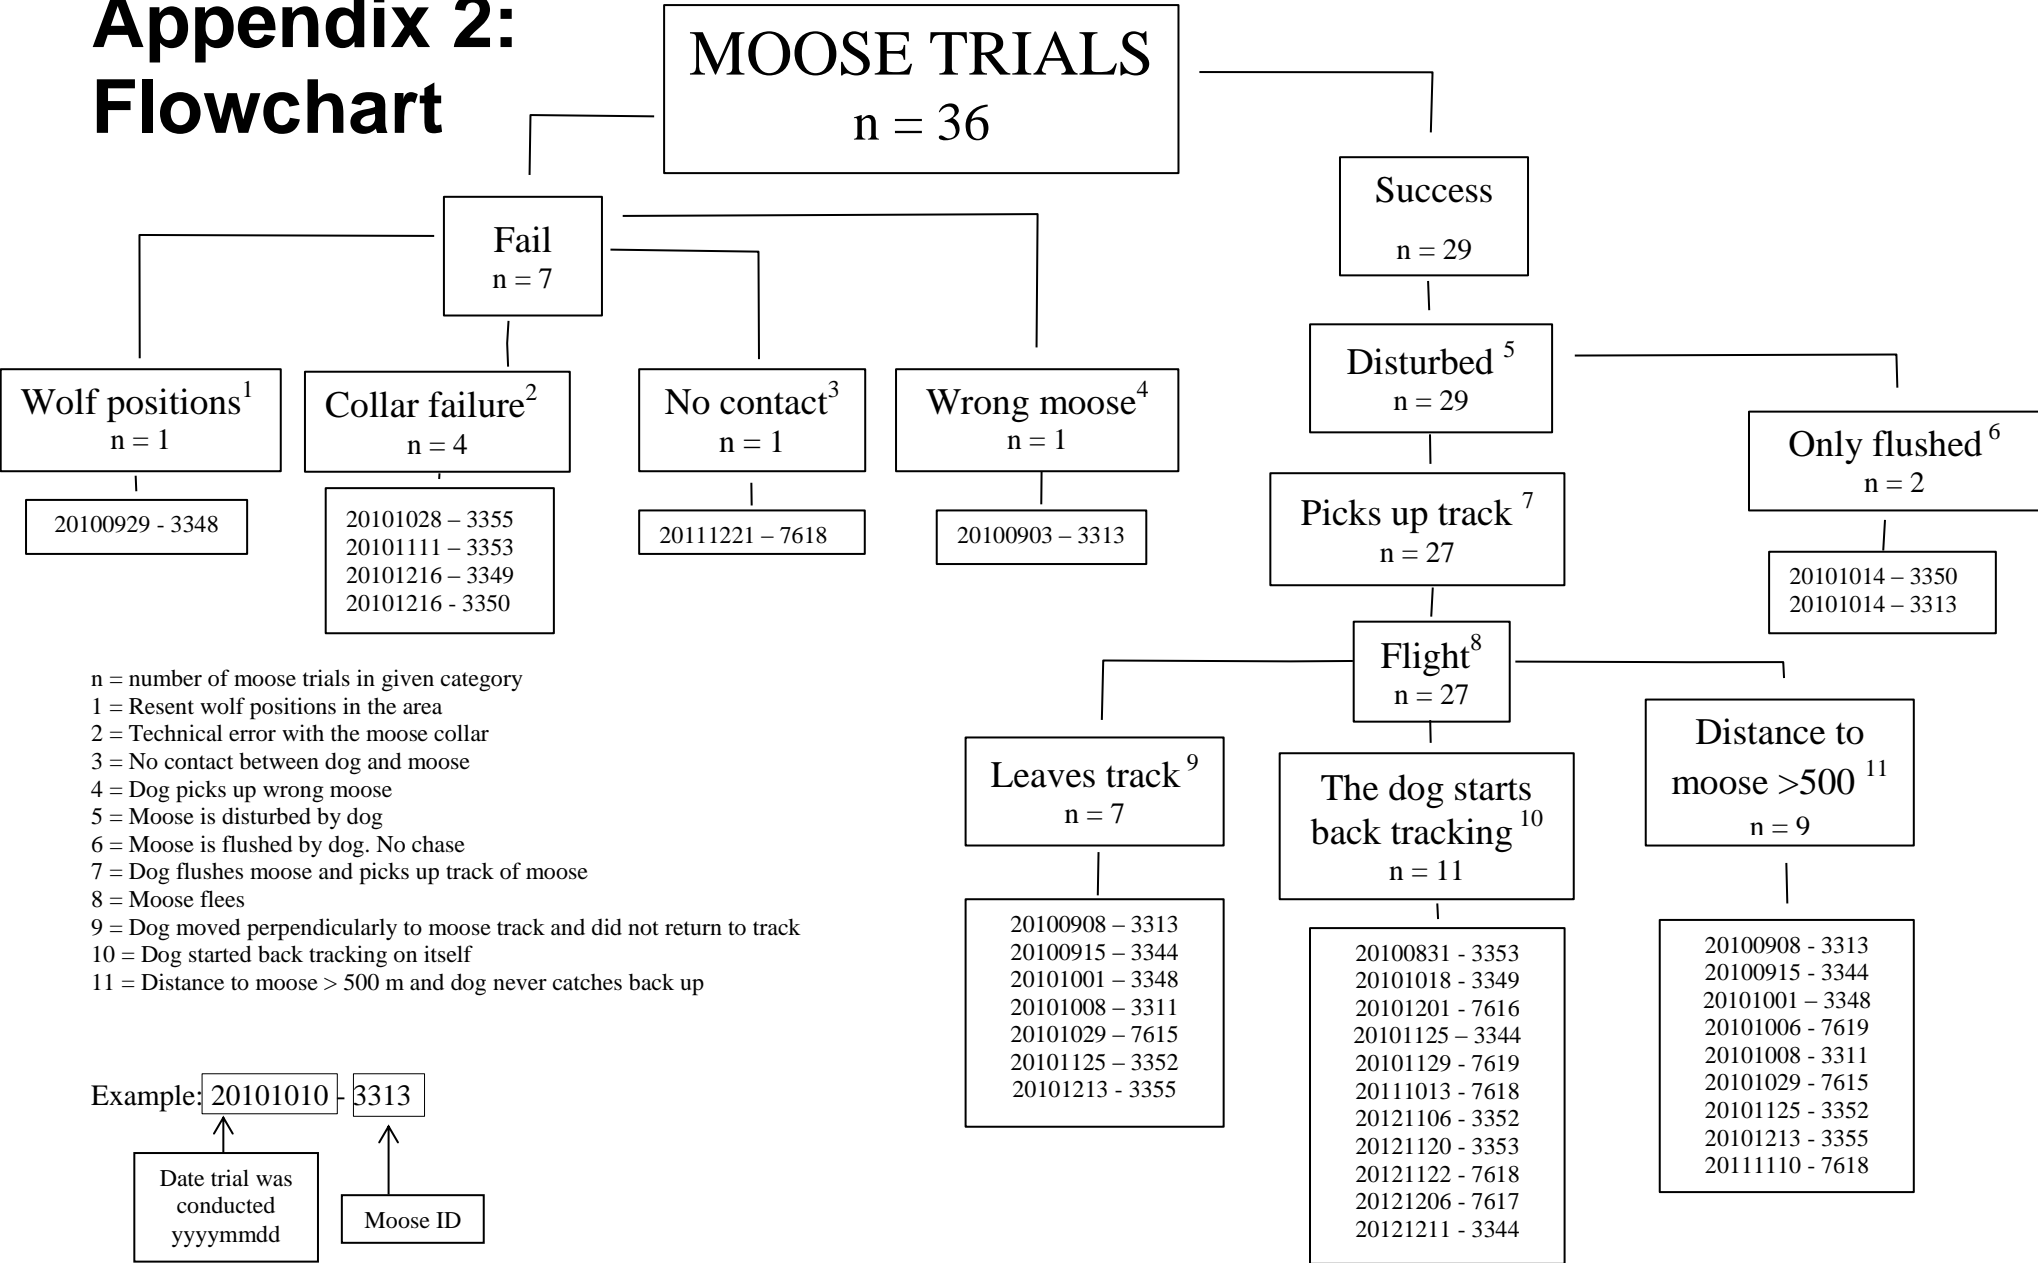 Appendix 2:
Flowchart
MOOSE TRIALS
n = 36
Fail
n = 7
Success
n = 29
Wolf positions1
n = 1
20100929 - 3348
Collar failure2
n = 4
20101028 – 3355
20101111 – 3353
20101216 – 3349
20101216 - 3350
No contact3
n = 1
20111221 – 7618
Wrong moose4
n = 1
20100903 – 3313
Disturbed 5
n = 29
Only flushed 6
n = 2
20101014 – 3350
20101014 – 3313
Picks up track 7
n = 27
Flight8
n = 27
Leaves track 9
n = 7
20100908 – 3313
20100915 – 3344
20101001 – 3348
20101008 – 3311
20101029 – 7615
20101125 – 3352
20101213 - 3355
The dog starts
back tracking 10
n = 11
20100831 - 3353
20101018 - 3349
20101201 - 7616
20101125 – 3344
20101129 - 7619
20111013 - 7618
20121106 - 3352
20121120 - 3353
20121122 - 7618
20121206 - 7617
20121211 - 3344
Distance to
moose >500 11
n = 9
20100908 - 3313
20100915 - 3344
20101001 – 3348
20101006 - 7619
20101008 - 3311
20101029 - 7615
20101125 - 3352
20101213 - 3355
20111110 - 7618
n = number of moose trials in given category
1 = Resent wolf positions in the area
2 = Technical error with the moose collar
3 = No contact between dog and moose
4 = Dog picks up wrong moose
5 = Moose is disturbed by dog
6 = Moose is flushed by dog. No chase
7 = Dog flushes moose and picks up track of moose
8 = Moose flees
9 = Dog moved perpendicularly to moose track and did not return to track
10 = Dog started back tracking on itself
11 = Distance to moose > 500 m and dog never catches back up
Example: 20101010 - 3313
Date trial was
conducted
yyyymmdd
Moose ID